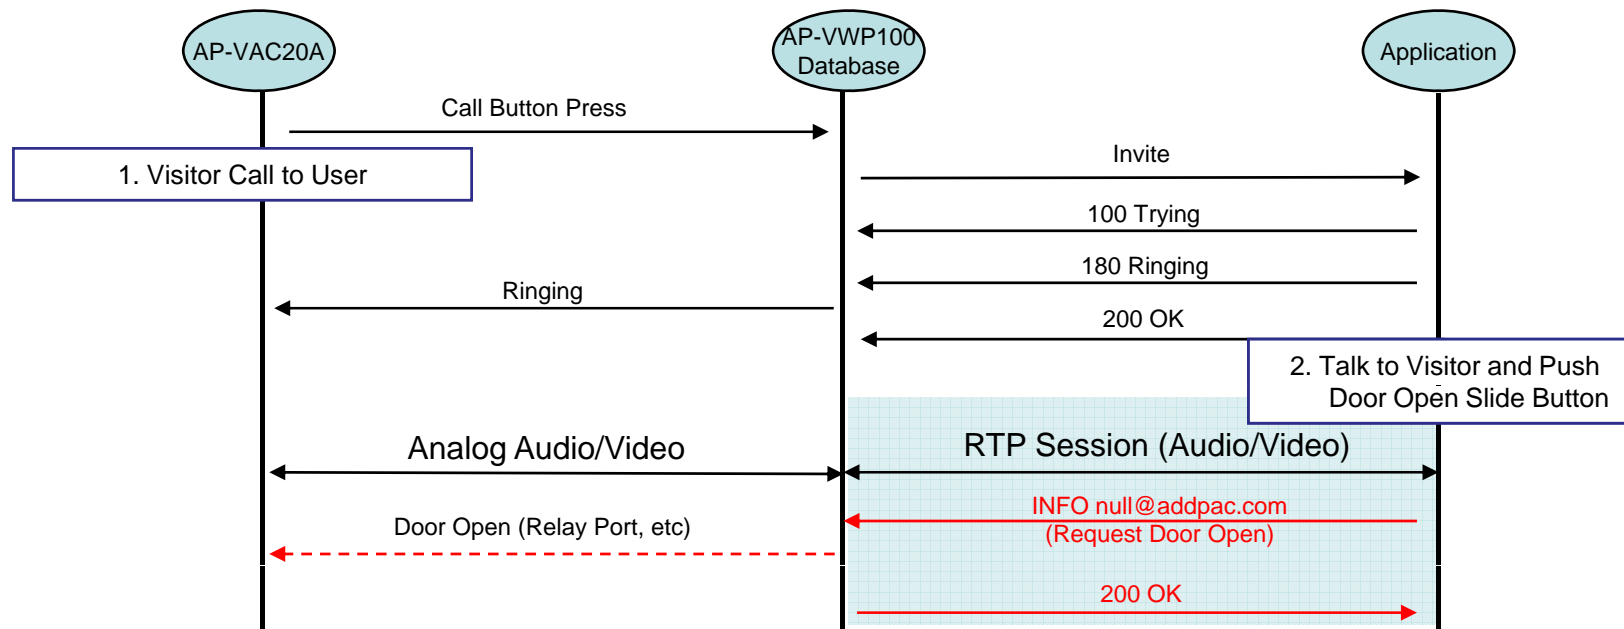 AP-VAC20A
AP-VWP100
Database
Application
Call Button Press
1. Visitor Call to User
Invite
100 Trying
180 Ringing
Ringing
200 OK
2. Talk to Visitor and Push
Door Open Slide Button
Analog Audio/Video
RTP Session (Audio/Video)
INFO null@addpac.com
(Request Door Open)
Door Open (Relay Port, etc)
200 OK